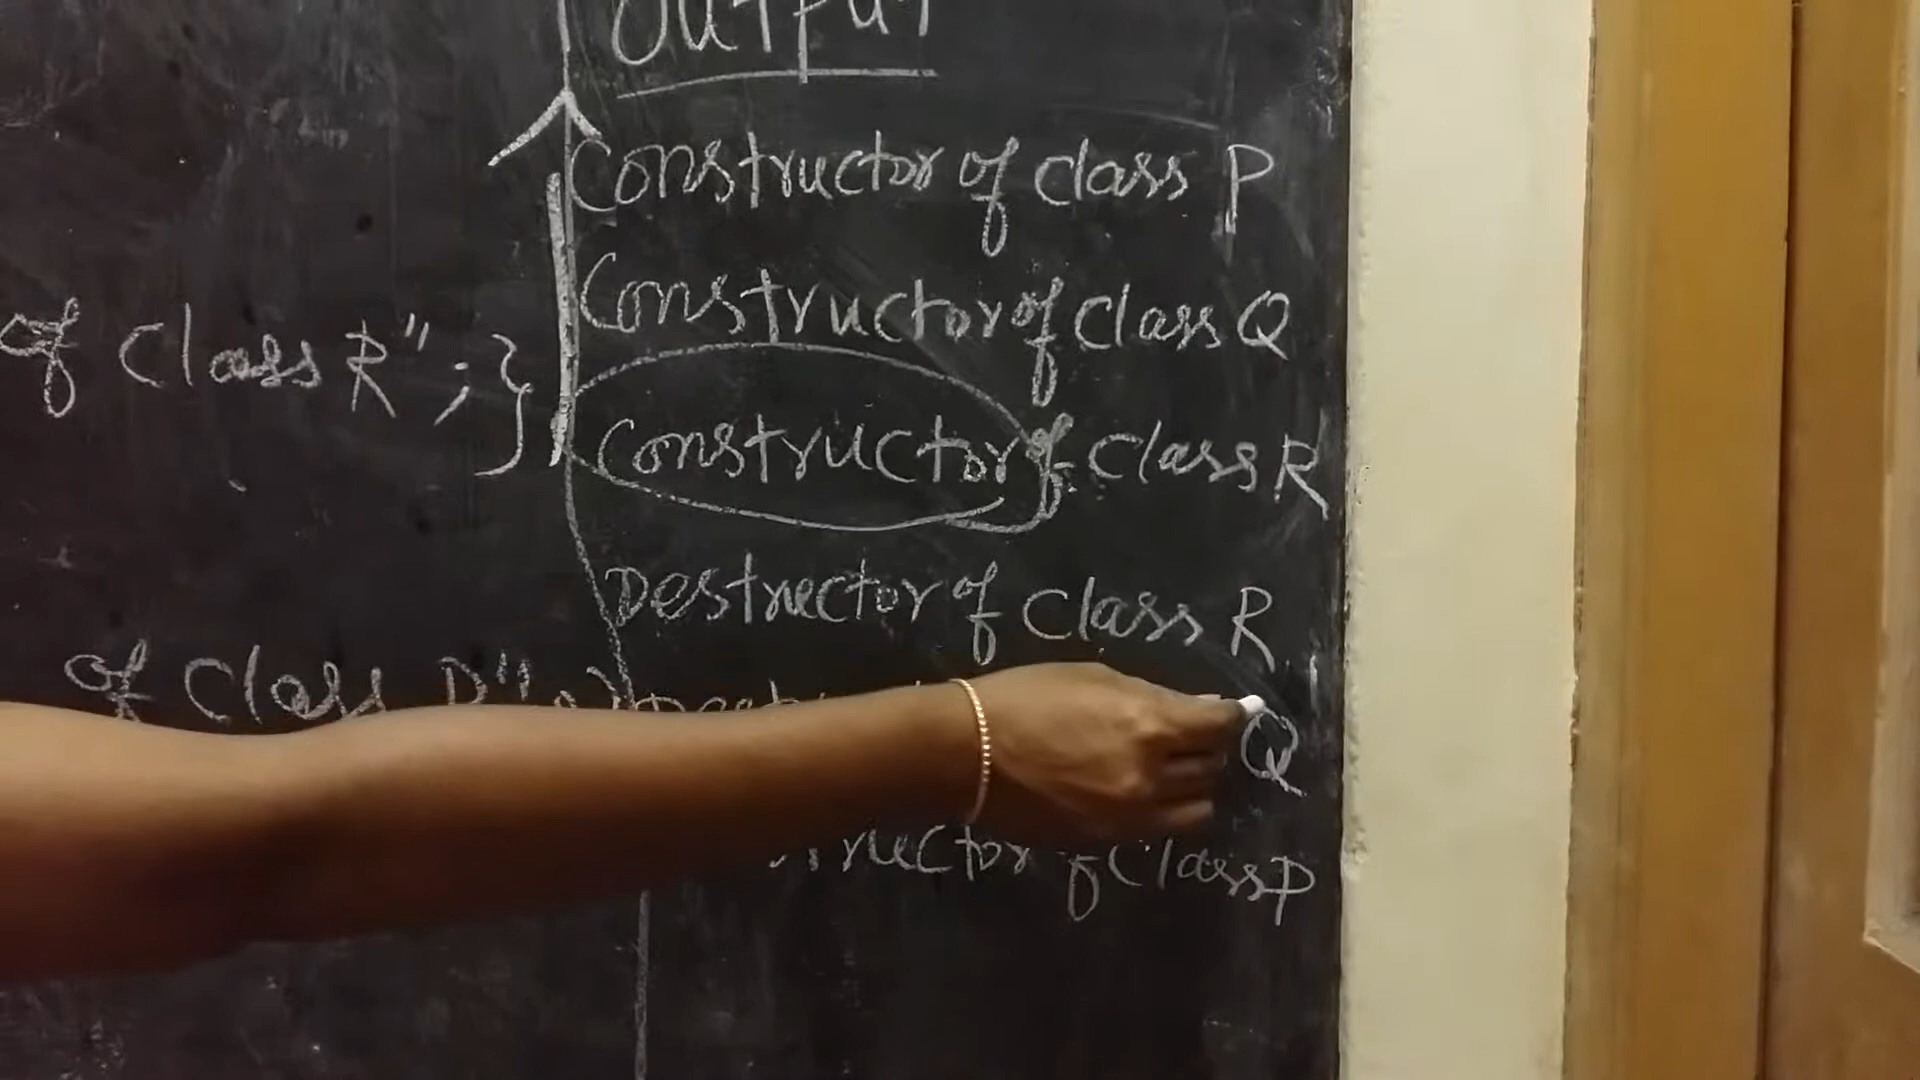 Output
Constructor of class P
Constructor of Class Q
of Class R";}
Constructor of Class R
Destructor of Class R
of Class
Q
of Class P